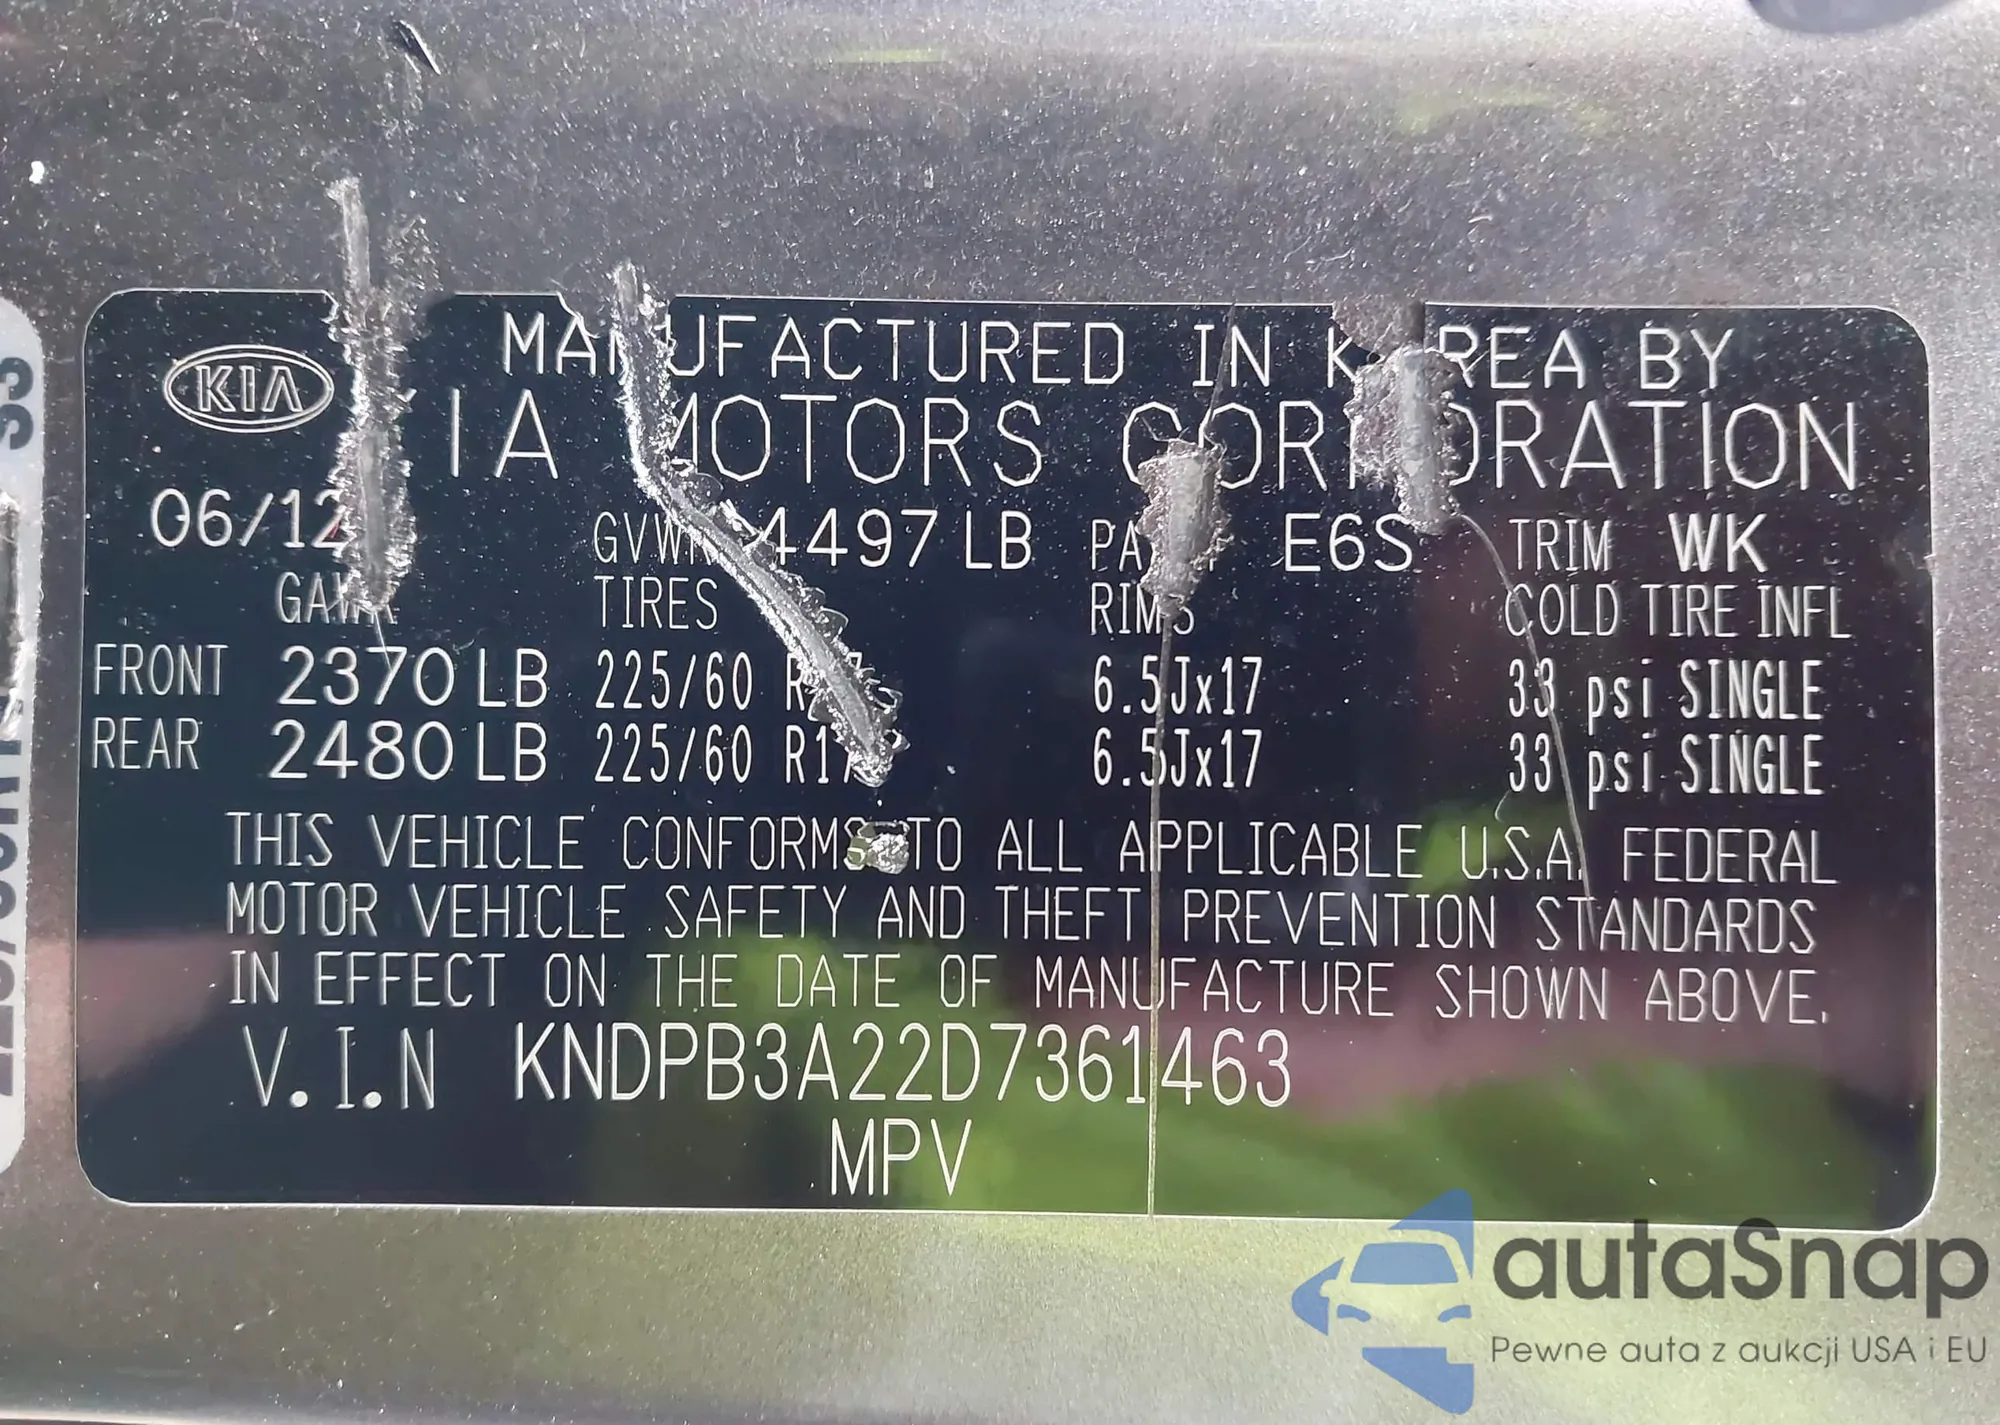 MANUFACTURED IN KOREA BY
KIA
KIA MOTORS CORPORATION
06/12 GVWR 4497 LB PAINT E6S TRIM WK
GAWR TIRES RIMS COLD TIRE INFL
FRONT 2370 LB 225/60 R17 6.5Jx17 33 psi SINGLE
REAR 2480 LB 225/60 R17 6.5Jx17 33 psi SINGLE
THIS VEHICLE CONFORMS TO ALL APPLICABLE U.S.A. FEDERAL
MOTOR VEHICLE SAFETY AND THEFT PREVENTION STANDARDS
IN EFFECT ON THE DATE OF MANUFACTURE SHOWN ABOVE.
V.I.N KNDPB3A22D7361463
MPV
autaSnap
Pewne auta z aukcji USA i EU